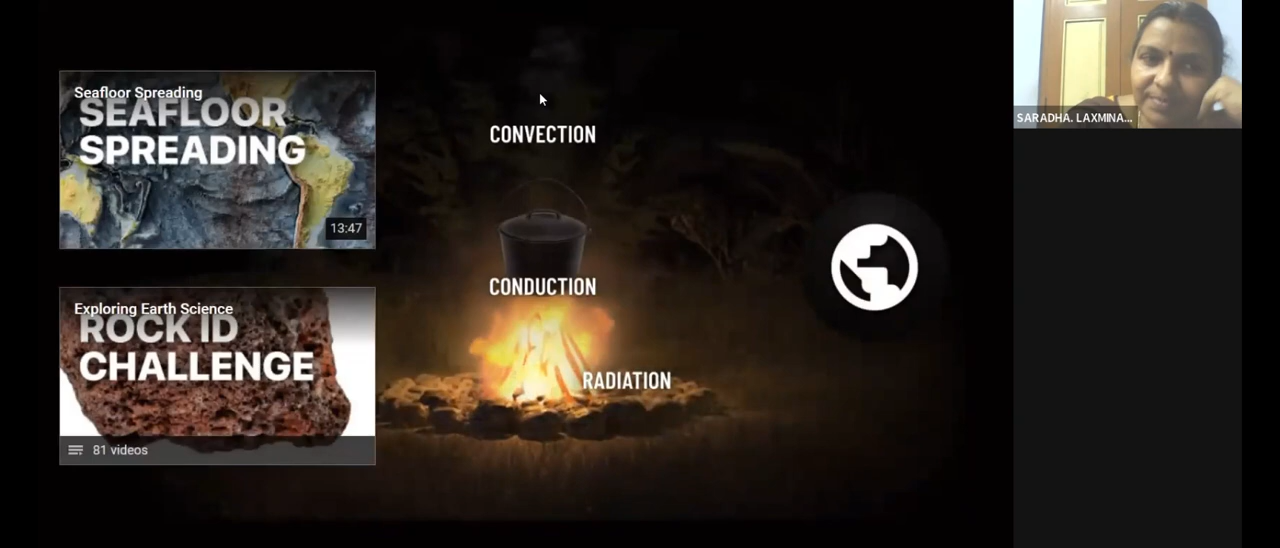 Seafloor Spreading
SEAFLOOR
SPREADING
13:47
Exploring Earth Science
ROCK ID
CHALLENGE
81 videos
CONVECTION
CONDUCTION
RADIATION
SARADHA. LAXMINA...